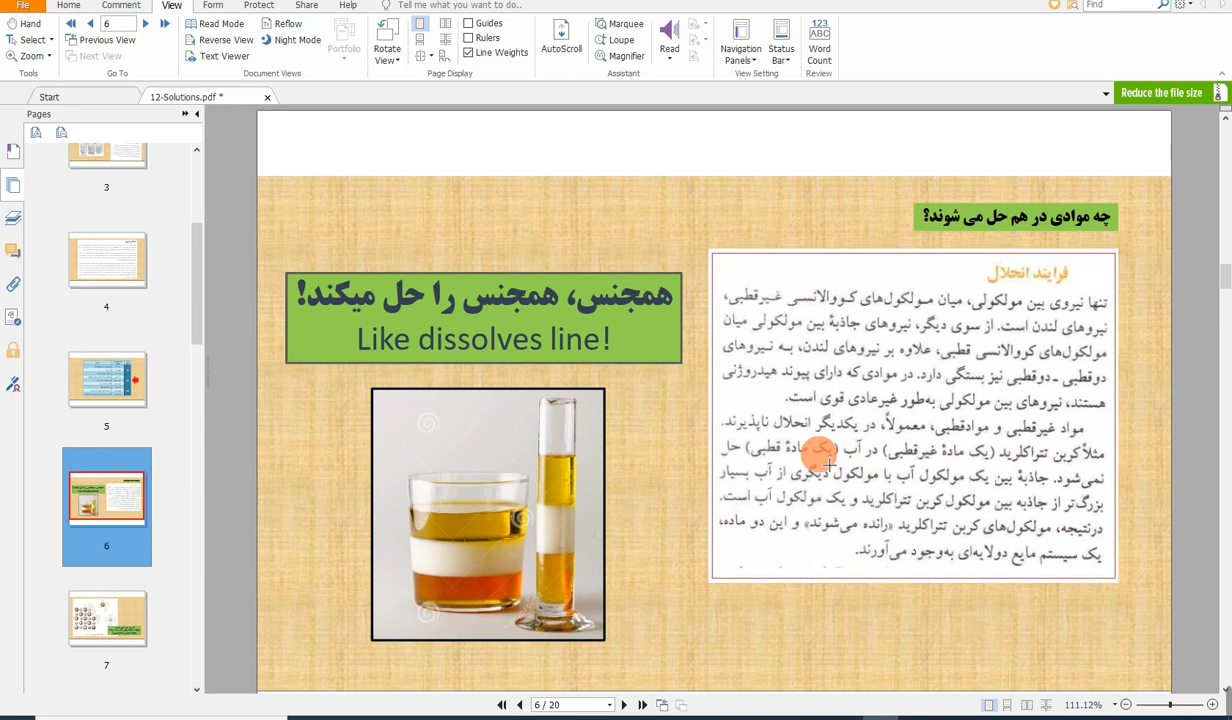 File
Home
Comment
View
Form
Protect
Share
Help
Tell me what you want to do..
Find
Hand
6
Select
Previous View
Zoom
Next View
Tools
Go To
Read Mode
Reflow
Reverse View
Night Mode
Text Viewer
Document Views
Portfolio
Rotate View
Guides
Rulers
Line Weights
Page Display
AutoScroll
Marquee
Loupe
Magnifier
Assistant
Read
Navigation Panels
Status Bar
View Setting
123
ABC
Word Count
Review
Start
12-Solutions.pdf *
Reduce the file size
Pages
3
4
5
6
7
چه موادی در هم حل می شوند؟
همجنس، همجنس را حل میکند!
Like dissolves line!
فرایند انحلال
تنها نیروی بین مولکولی، میان مـولکول‌های کـووالانسـی غـیرقطبی،
نیروهای لندن است. از سوی دیگر، نیروهای جاذبهٔ بین مولکولی میان
مولکول‌های کووالانسی قطبی، علاوه بر نیروهای لندن، بـه نـیروهای
دوقطبی ـ دوقطبی نیز بستگی دارد. در موادی که دارای پیوند هیدروژنی
هستند، نیروهای بین مولکولی به‌طور غیرعادی قوی است.
مواد غیرقطبی و موادقطبی، معمولاً، در یکدیگر انحلال ناپذیرند.
مثلاً کربن تتراکلرید (یک مادهٔ غیرقطبی) در آب (یک مادهٔ قطبی) حل
نمی‌شود. جاذبهٔ بین یک مولکول آب با مولکول دیگری از آب بسیار
بزرگ‌تر از جاذبه بین مولکول کربن تتراکلرید و یک مولکول آب است.
درنتیجه، مولکول‌های کربن تتراکلرید «رانده می‌شوند» و این دو ماده،
یک سیستم مایع دولایه‌ای به‌وجود می‌آورند.
6 / 20
111.12%